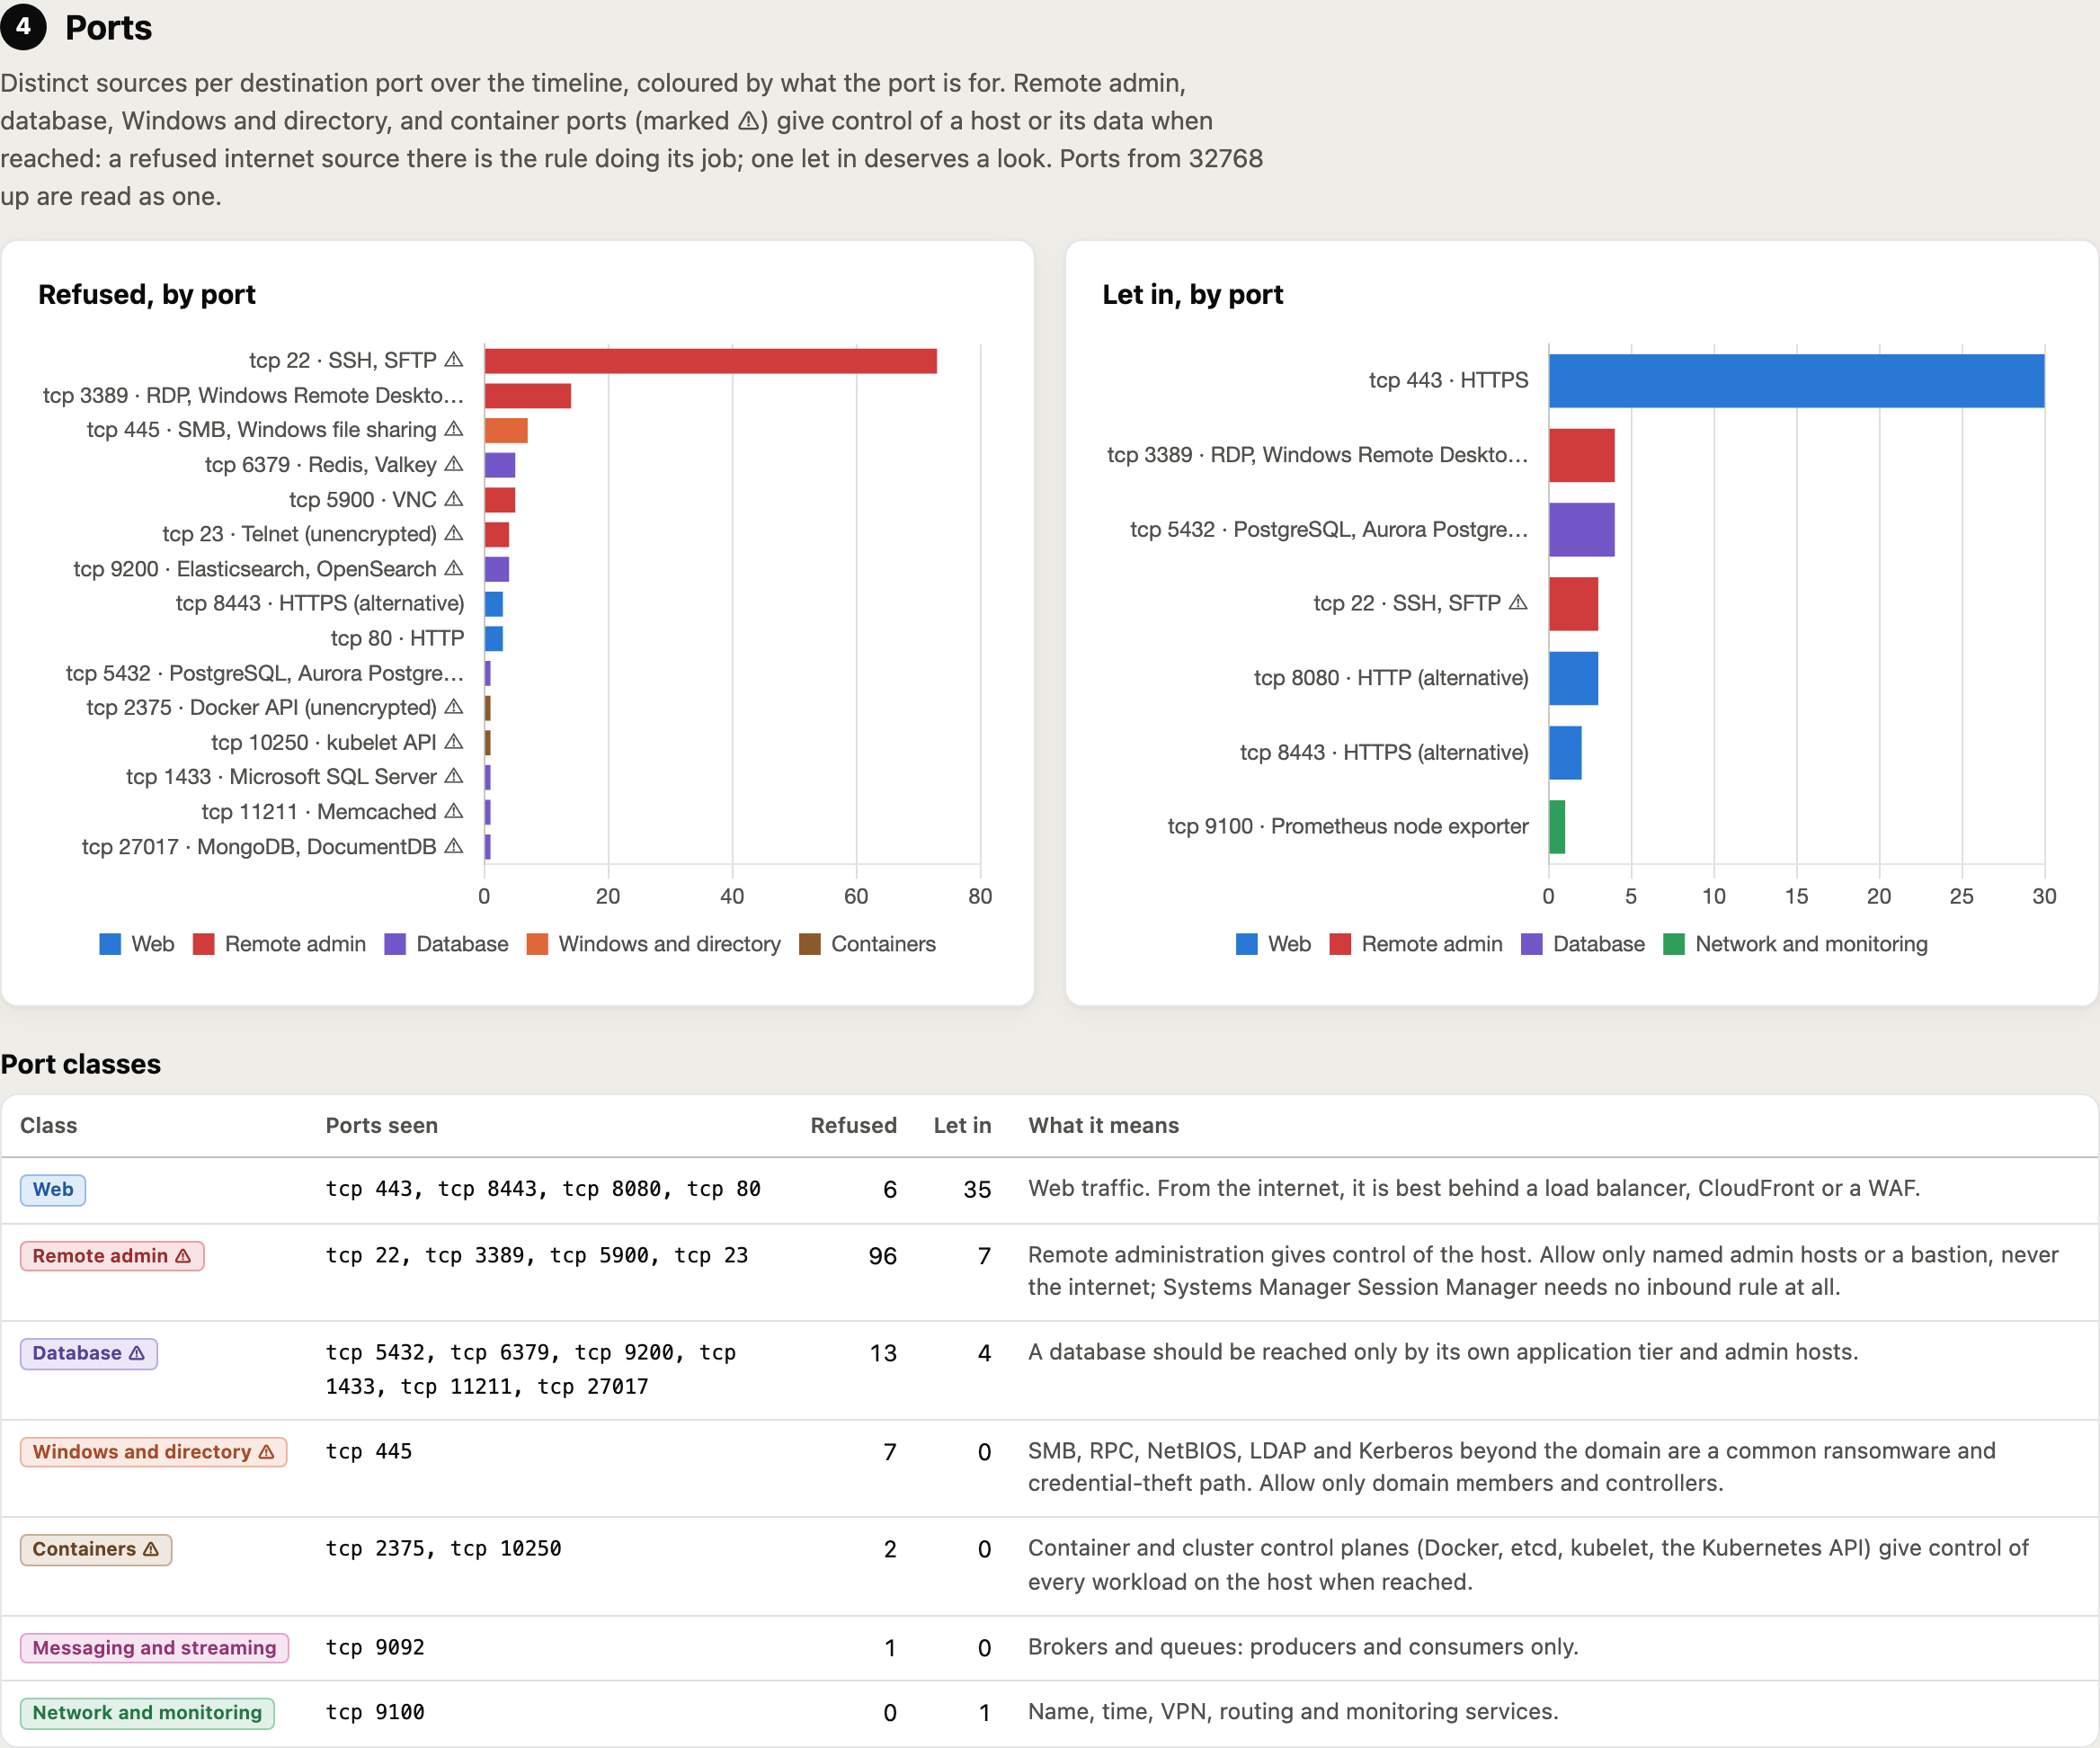 4 Ports
Distinct sources per destination port over the timeline, coloured by what the port is for. Remote admin,
database, Windows and directory, and container ports (marked ⚠) give control of a host or its data when
reached: a refused internet source there is the rule doing its job; one let in deserves a look. Ports from 32768
up are read as one.
Refused, by port
tcp 22 · SSH, SFTP ⚠
tcp 3389 · RDP, Windows Remote Deskto…
tcp 445 · SMB, Windows file sharing ⚠
tcp 6379 · Redis, Valkey ⚠
tcp 5900 · VNC ⚠
tcp 23 · Telnet (unencrypted) ⚠
tcp 9200 · Elasticsearch, OpenSearch ⚠
tcp 8443 · HTTPS (alternative)
tcp 80 · HTTP
tcp 5432 · PostgreSQL, Aurora Postgre…
tcp 2375 · Docker API (unencrypted) ⚠
tcp 10250 · kubelet API ⚠
tcp 1433 · Microsoft SQL Server ⚠
tcp 11211 · Memcached ⚠
tcp 27017 · MongoDB, DocumentDB ⚠
0 20 40 60 80
Web Remote admin Database Windows and directory Containers
Let in, by port
tcp 443 · HTTPS
tcp 3389 · RDP, Windows Remote Deskto…
tcp 5432 · PostgreSQL, Aurora Postgre…
tcp 22 · SSH, SFTP ⚠
tcp 8080 · HTTP (alternative)
tcp 8443 · HTTPS (alternative)
tcp 9100 · Prometheus node exporter
0 5 10 15 20 25 30
Web Remote admin Database Network and monitoring
Port classes
Class Ports seen Refused Let in What it means
Web tcp 443, tcp 8443, tcp 8080, tcp 80 6 35 Web traffic. From the internet, it is best behind a load balancer, CloudFront or a WAF.
Remote admin ⚠ tcp 22, tcp 3389, tcp 5900, tcp 23 96 7 Remote administration gives control of the host. Allow only named admin hosts or a bastion, never
the internet; Systems Manager Session Manager needs no inbound rule at all.
Database ⚠ tcp 5432, tcp 6379, tcp 9200, tcp 13 4 A database should be reached only by its own application tier and admin hosts.
1433, tcp 11211, tcp 27017
Windows and directory ⚠ tcp 445 7 0 SMB, RPC, NetBIOS, LDAP and Kerberos beyond the domain are a common ransomware and
credential-theft path. Allow only domain members and controllers.
Containers ⚠ tcp 2375, tcp 10250 2 0 Container and cluster control planes (Docker, etcd, kubelet, the Kubernetes API) give control of
every workload on the host when reached.
Messaging and streaming tcp 9092 1 0 Brokers and queues: producers and consumers only.
Network and monitoring tcp 9100 0 1 Name, time, VPN, routing and monitoring services.